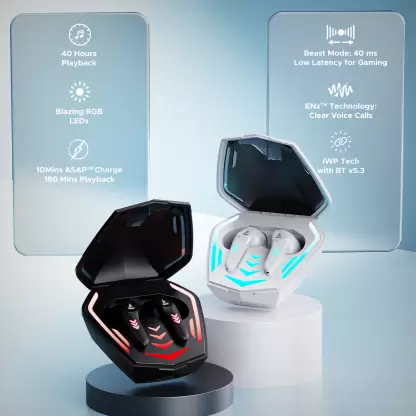 40 Hours
Playback
Blazing RGB
LEDs
10Mins ASAP™ Charge
180 Mins Playback
Beast Mode: 40 ms
Low Latency for Gaming
ENx™ Technology:
Clear Voice Calls
IWP Tech
with BT v5.3